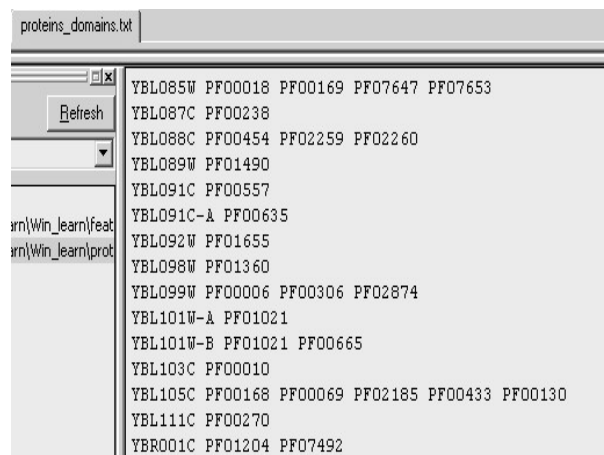 proteins_domains.txt
Refresh
arn\Win_learn\feat
arn\Win_learn\prot
YBL085W PF00018 PF00169 PF07647 PF07653
YBL087C PF00238
YBL088C PF00454 PF02259 PF02260
YBL089W PF01490
YBL091C PF00557
YBL091C-A PF00635
YBL092W PF01655
YBL098W PF01360
YBL099W PF00006 PF00306 PF02874
YBL101W-A PF01021
YBL101W-B PF01021 PF00665
YBL103C PF00010
YBL105C PF00168 PF00069 PF02185 PF00433 PF00130
YBL111C PF00270
YBR001C PF01204 PF07492